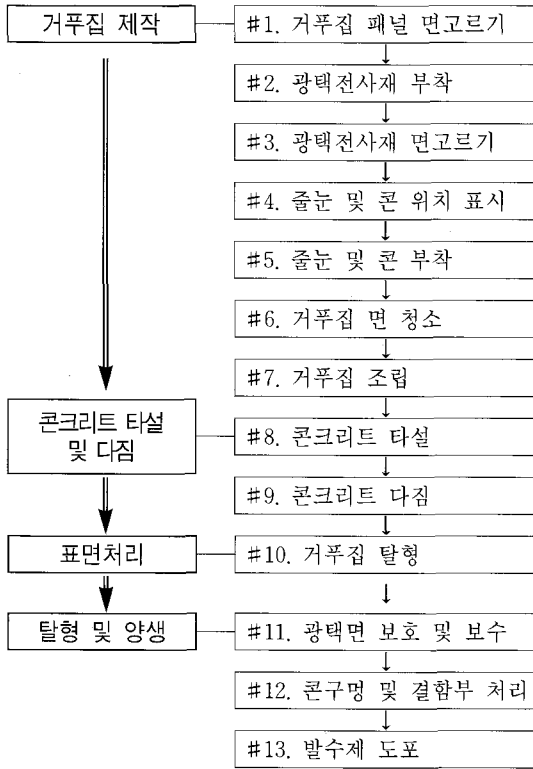 거푸집 제작
#1. 거푸집 패널 면고르기
#2. 광택전사재 부착
#3. 광택전사재 면고르기
#4. 줄눈 및 콘 위치 표시
#5. 줄눈 및 콘 부착
#6. 거푸집 면 청소
#7. 거푸집 조립
콘크리트 타설
및 다짐
#8. 콘크리트 타설
#9. 콘크리트 다짐
표면처리
#10. 거푸집 탈형
탈형 및 양생
#11. 광택면 보호 및 보수
#12. 콘구멍 및 결함부 처리
#13. 발수제 도포